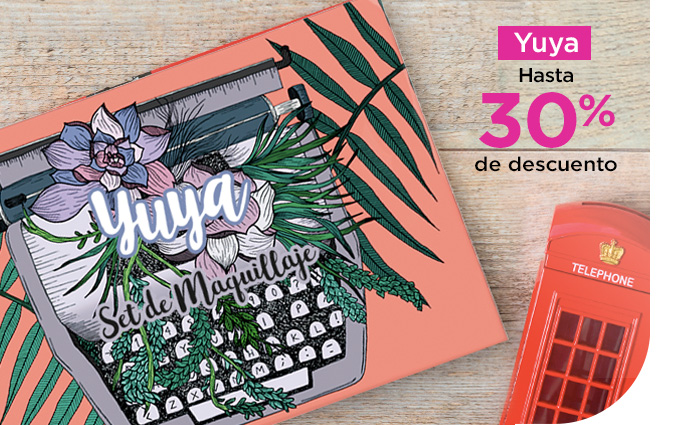 Yuya
Hasta
30%
de descuento
Yuya
Set de Maquillaje
TELEPHONE